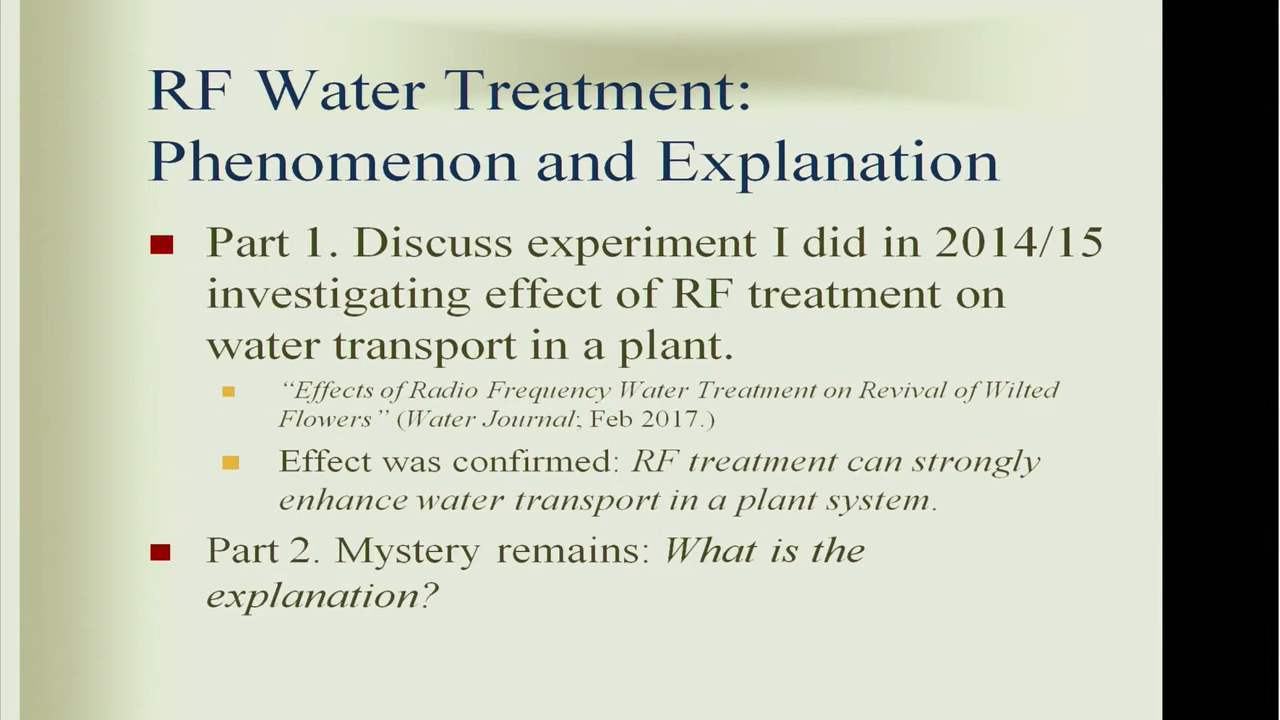 RF Water Treatment:
Phenomenon and Explanation
Part 1. Discuss experiment I did in 2014/15
investigating effect of RF treatment on
water transport in a plant.
“Effects of Radio Frequency Water Treatment on Revival of Wilted
Flowers” (Water Journal; Feb 2017.)
Effect was confirmed: RF treatment can strongly
enhance water transport in a plant system.
Part 2. Mystery remains: What is the
explanation?